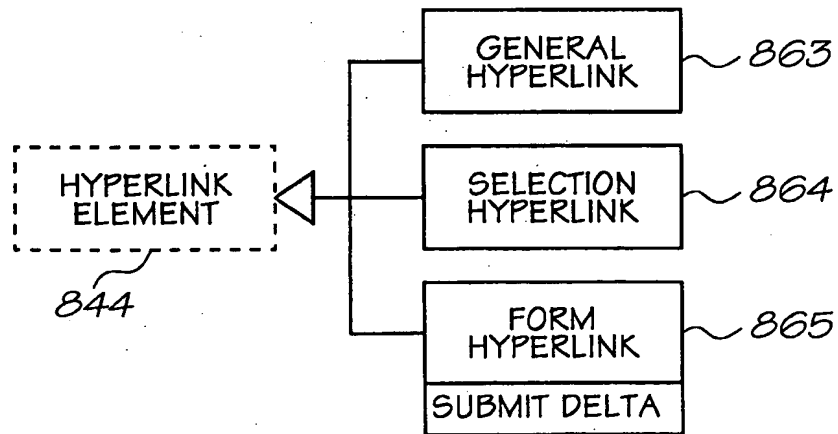 GENERAL
HYPERLINK
863
HYPERLINK
ELEMENT
844
SELECTION
HYPERLINK
864
FORM
HYPERLINK
865
SUBMIT DELTA